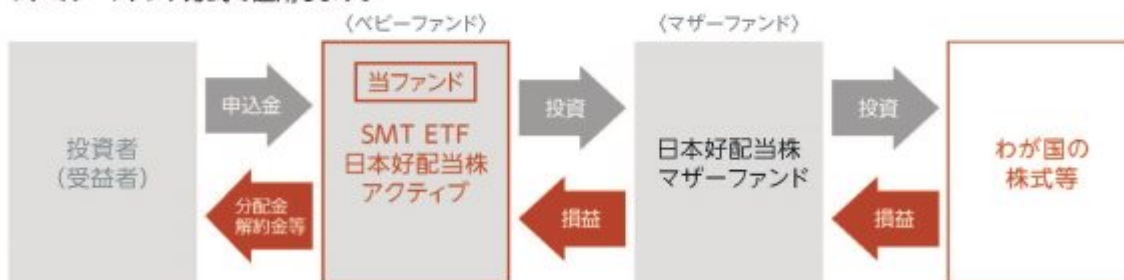 〈ベビーファンド〉
〈マザーファンド〉
投資者
(受益者)
申込金
分配金
解約金等
当ファンド
SMT ETF
日本好配当株
アクティブ
投資
損益
日本好配当株
マザーファンド
投資
損益
わが国の
株式等